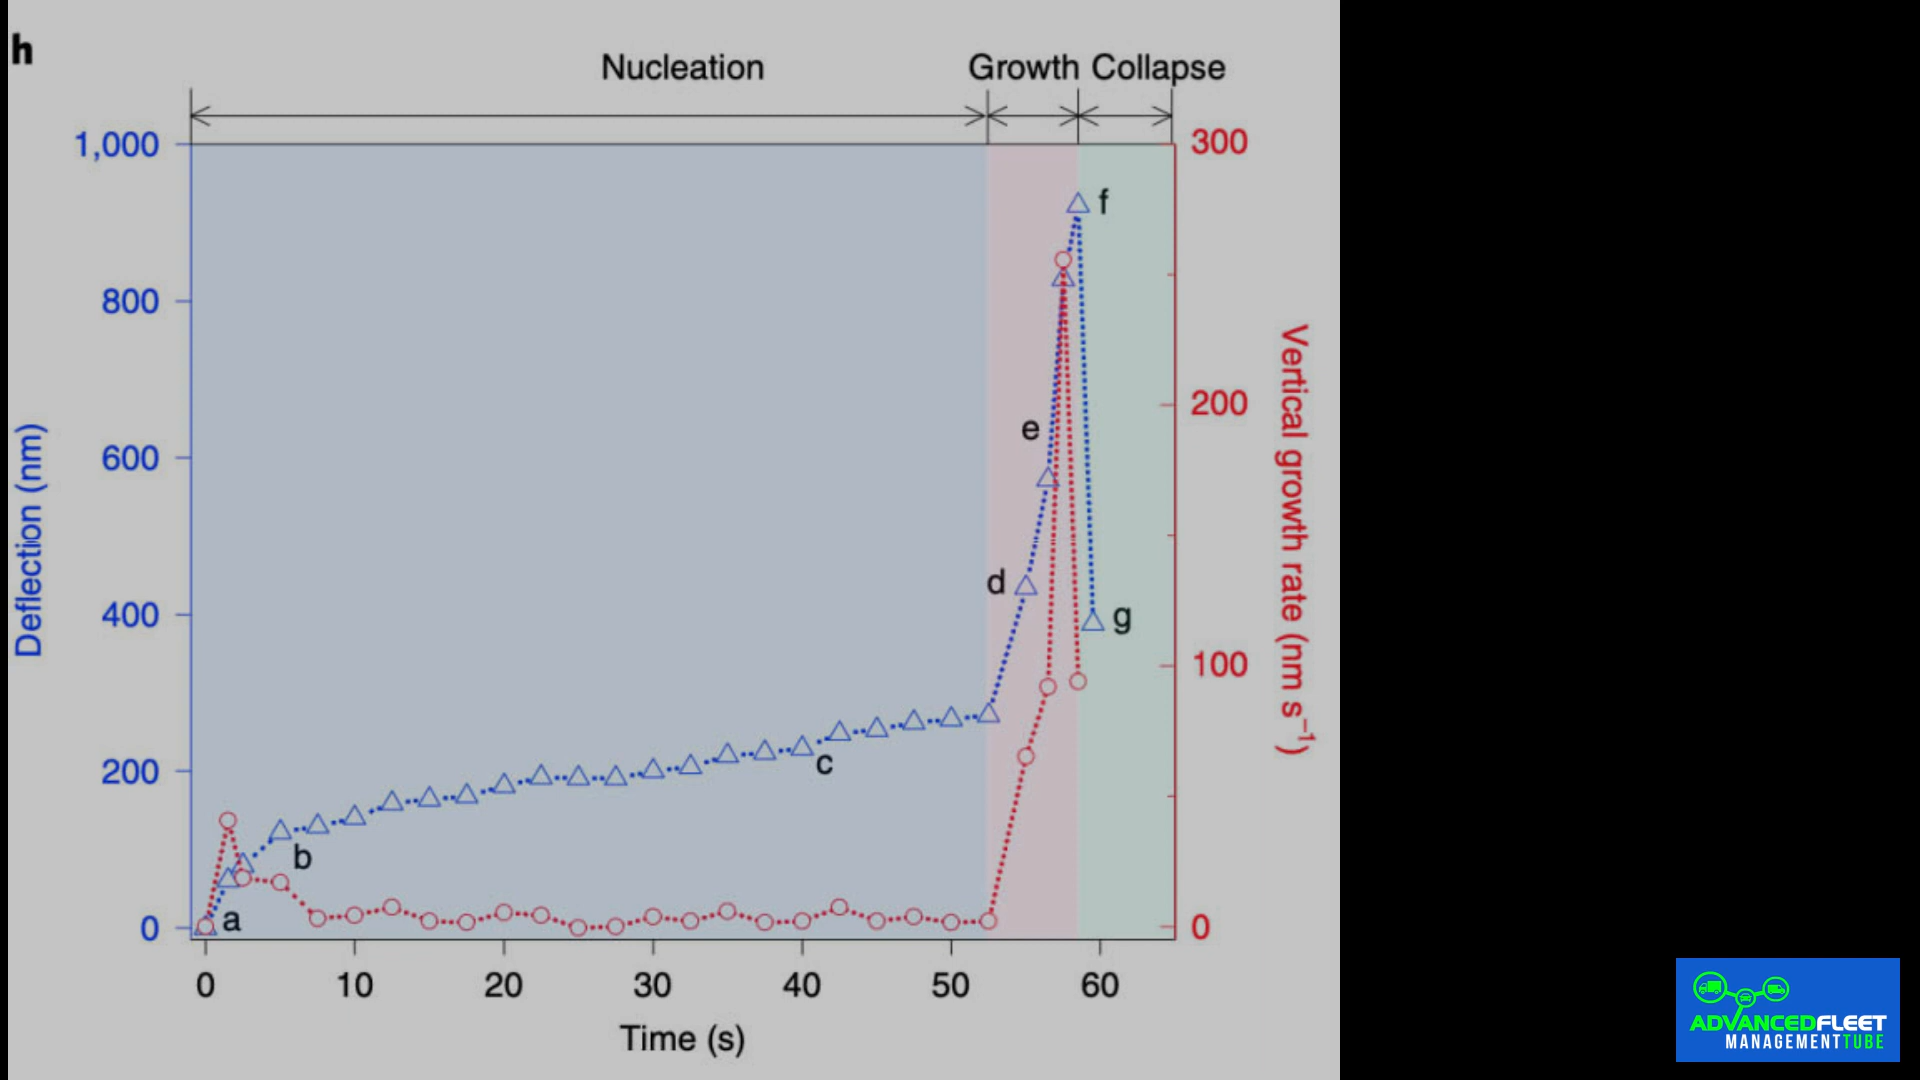 h
Nucleation
Growth Collapse
1,000
800
600
400
200
0
Deflection (nm)
300
200
100
0
Vertical growth rate (nm s⁻¹)
a
b
c
d
e
f
g
0 10 20 30 40 50 60
Time (s)
ADVANCEDFLEET
MANAGEMENTTUBE